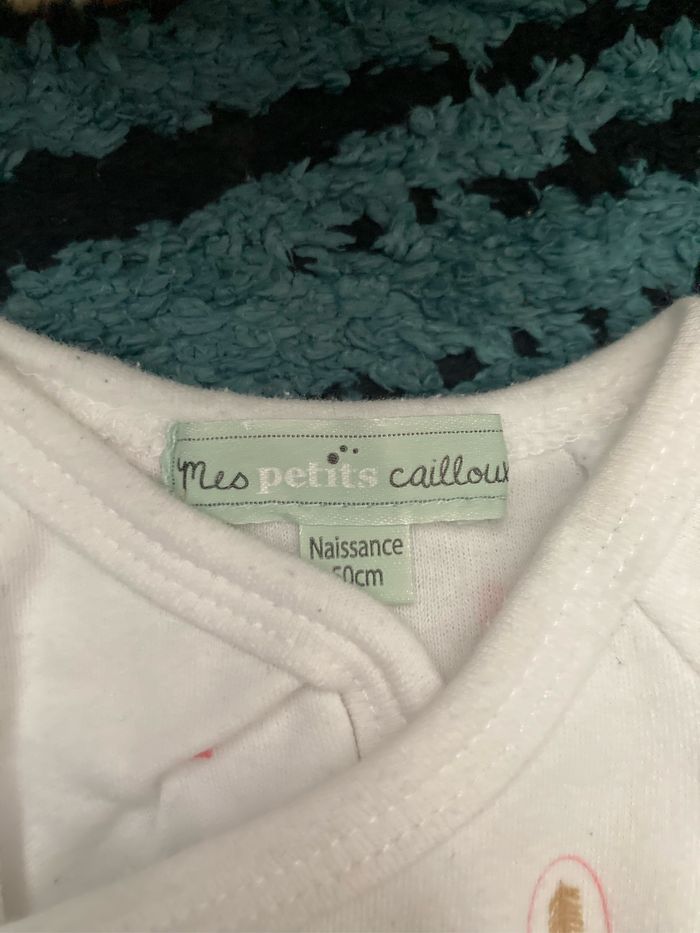 Mes petits cailloux
Naissance
50cm